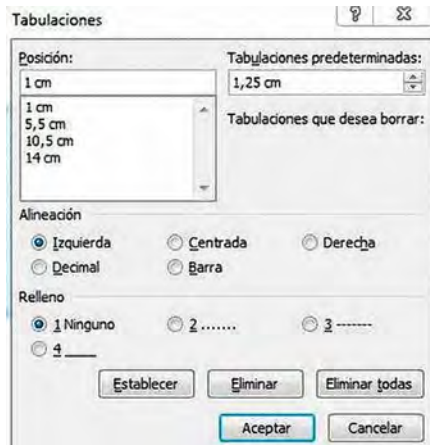 Tabulaciones
Posición:
Tabulaciones predeterminadas:
1 cm
1,25 cm
1 cm
5,5 cm
10,5 cm
14 cm
Tabulaciones que desea borrar:
Alineación
Izquierda
Centrada
Derecha
Decimal
Barra
Relleno
1 Ninguno
2 .......
3 -------
4 ____
Establecer
Eliminar
Eliminar todas
Aceptar
Cancelar